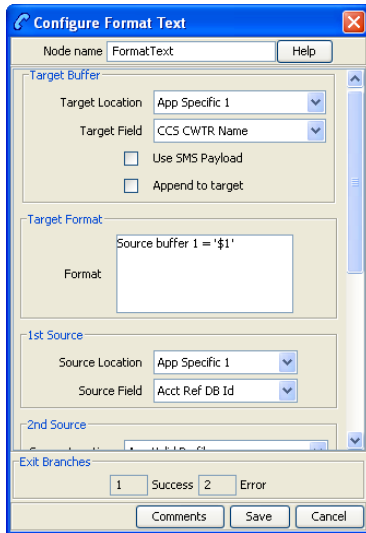 Configure Format Text
Node name FormatText Help
Target Buffer
Target Location App Specific 1
Target Field CCS CWTR Name
Use SMS Payload
Append to target
Target Format
Source buffer 1 = '$1'
Format
1st Source
Source Location App Specific 1
Source Field Acct Ref DB Id
2nd Source
Exit Branches
1 Success 2 Error
Comments Save Cancel